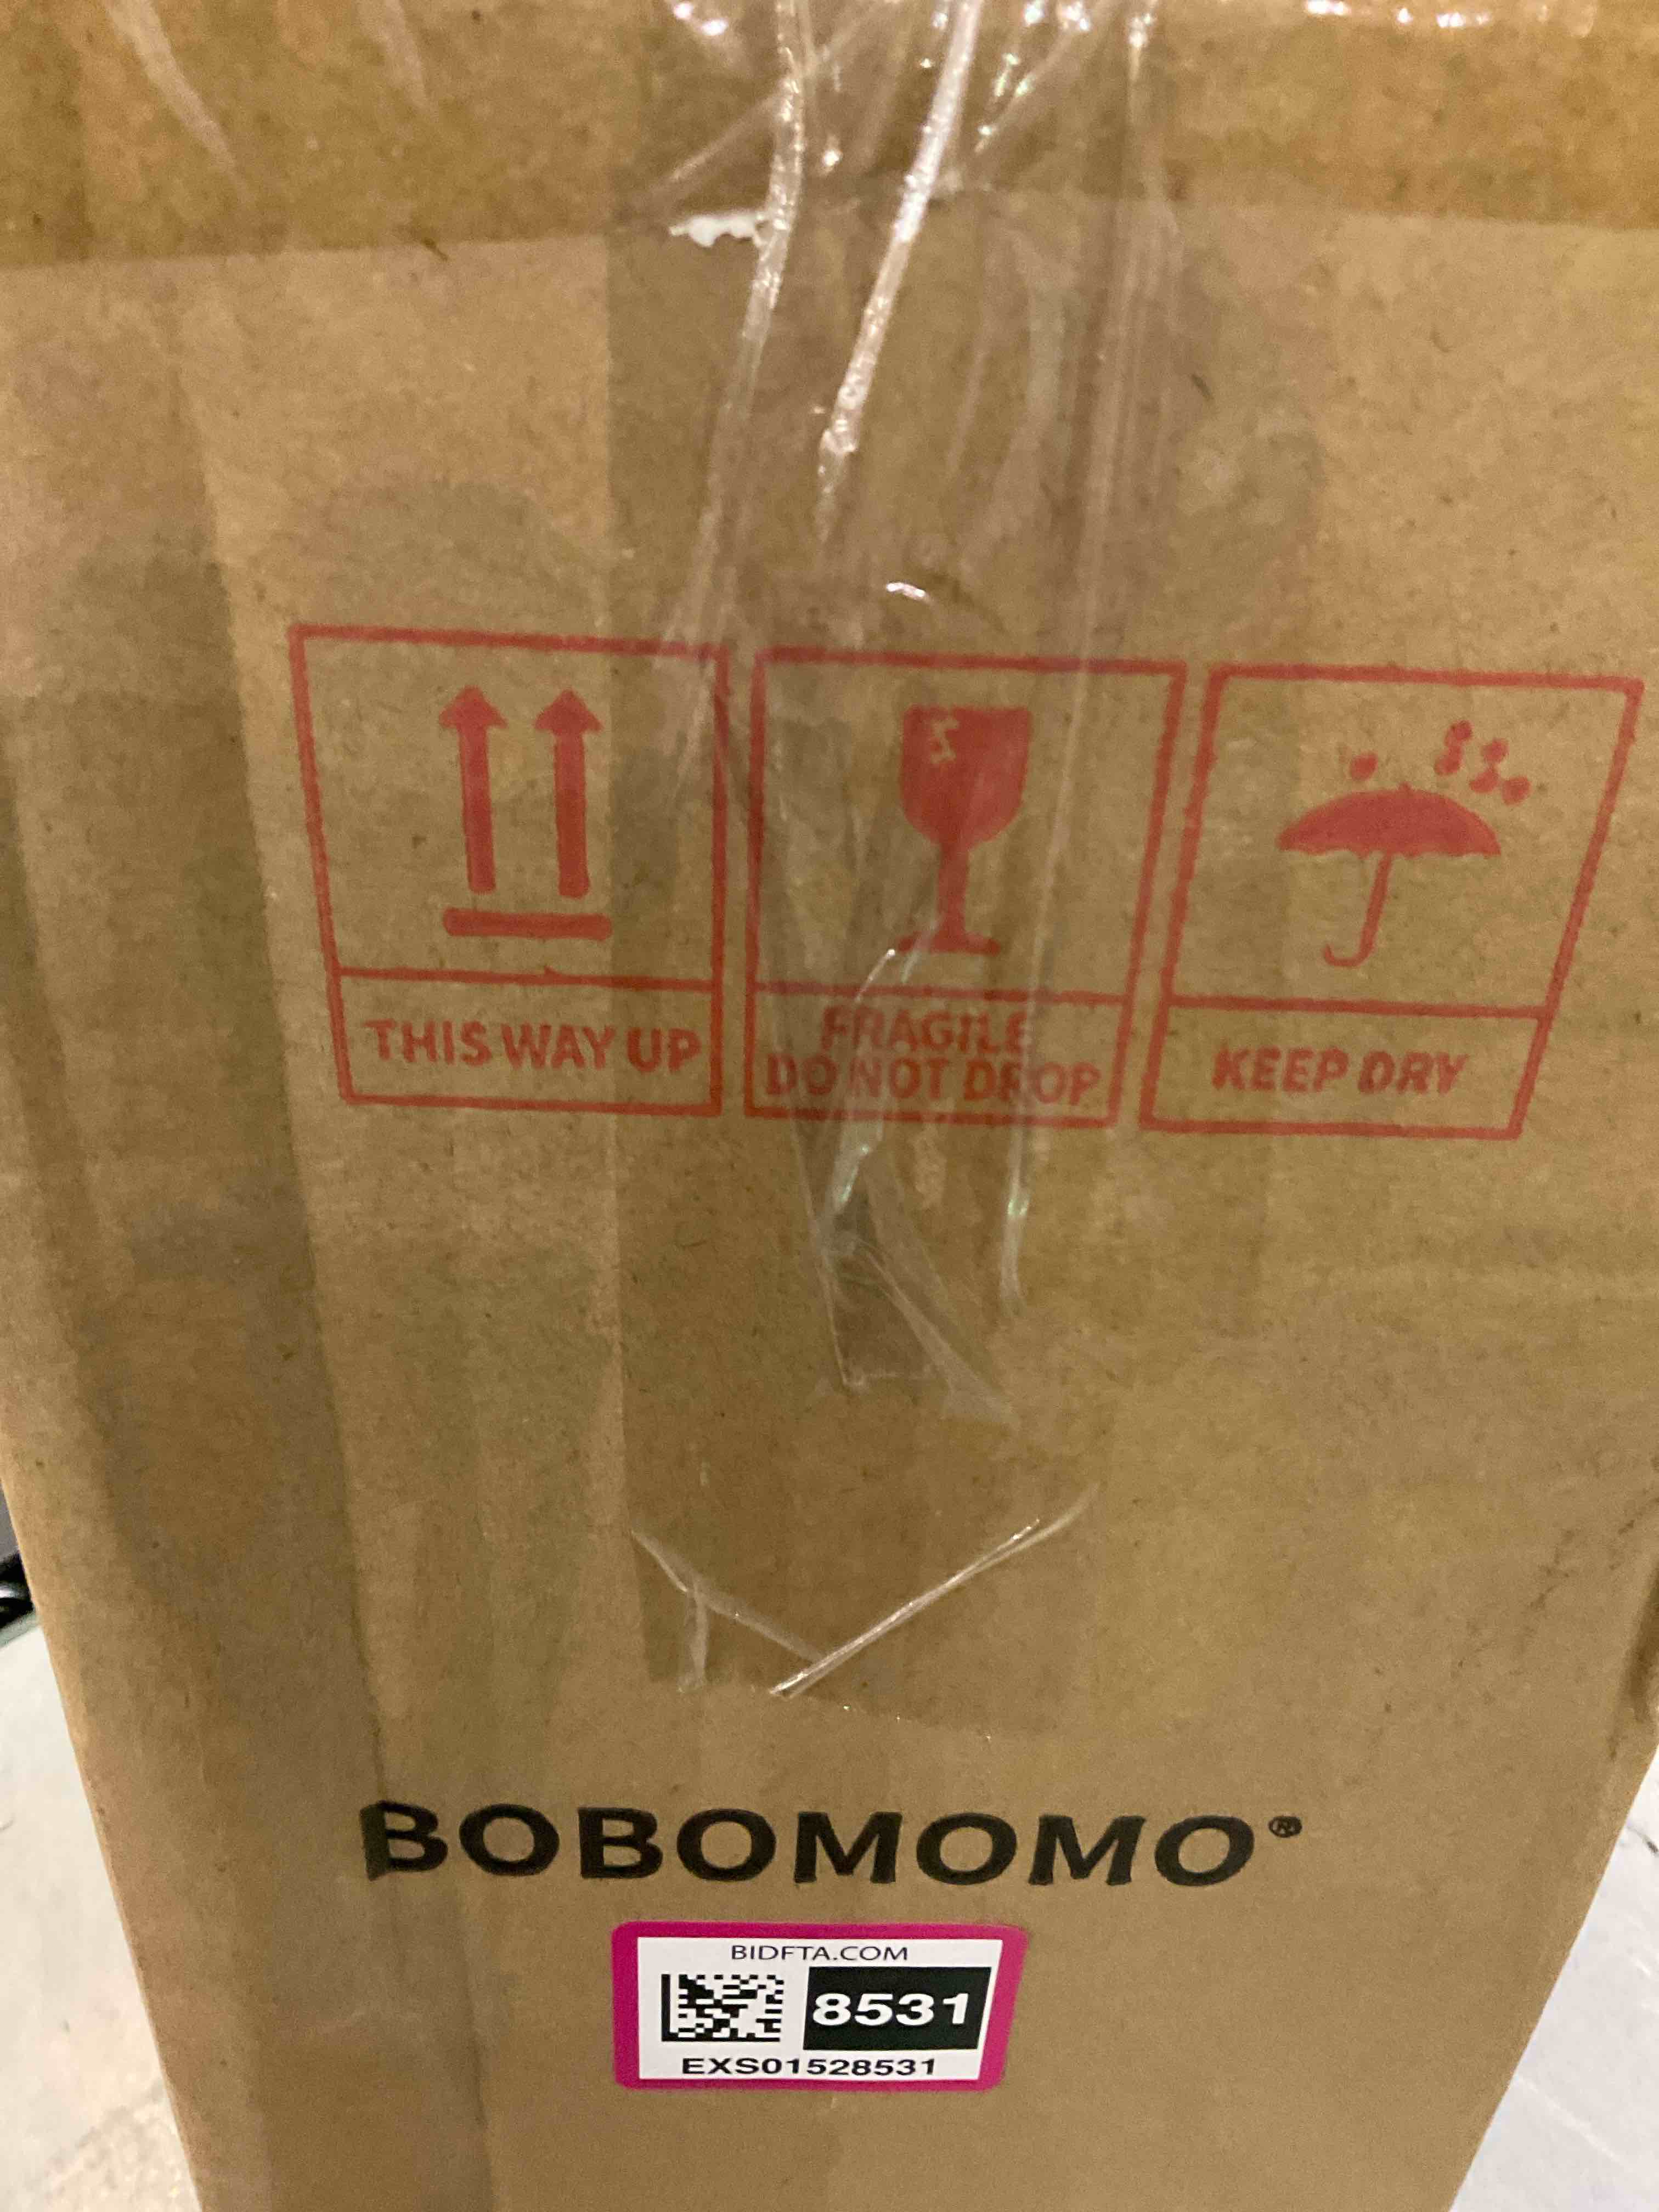 THIS WAY UP
FRAGILE
DO NOT DROP
KEEP DRY
BOBOMOMO®
BIDFTA.COM
8531
EXS01528531